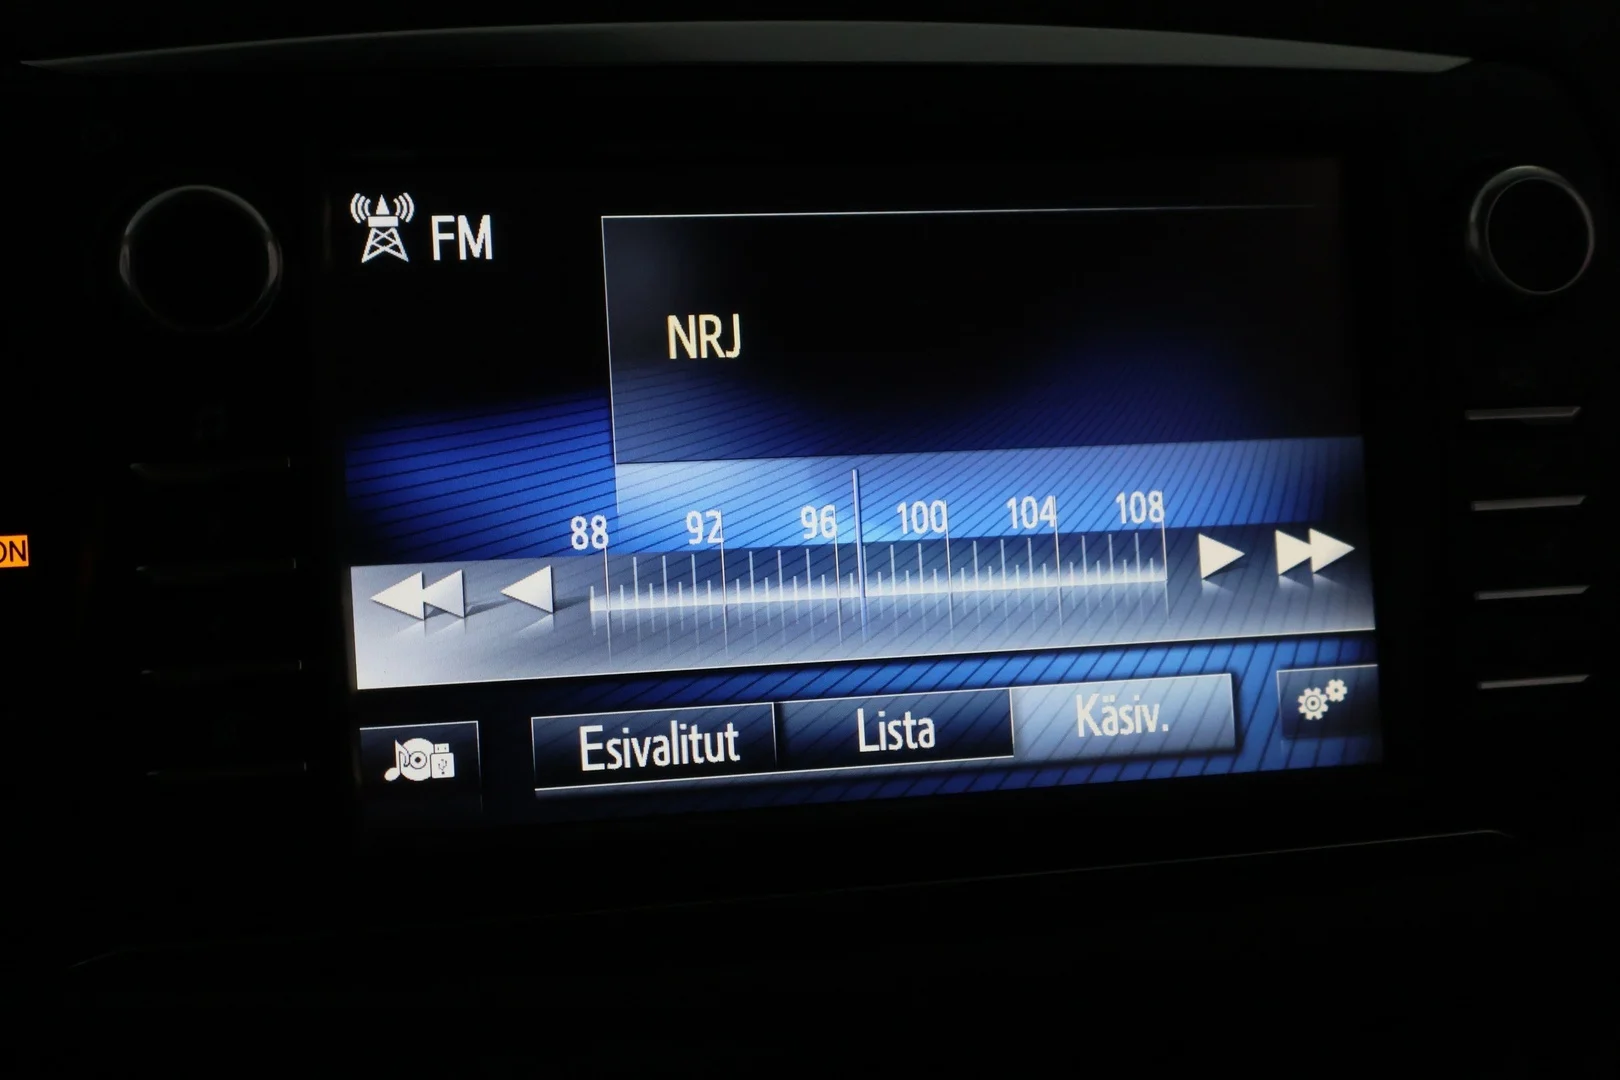 FM
NRJ
88 92 96 100 104 108
ON
Esivalitut Lista Käsiv.